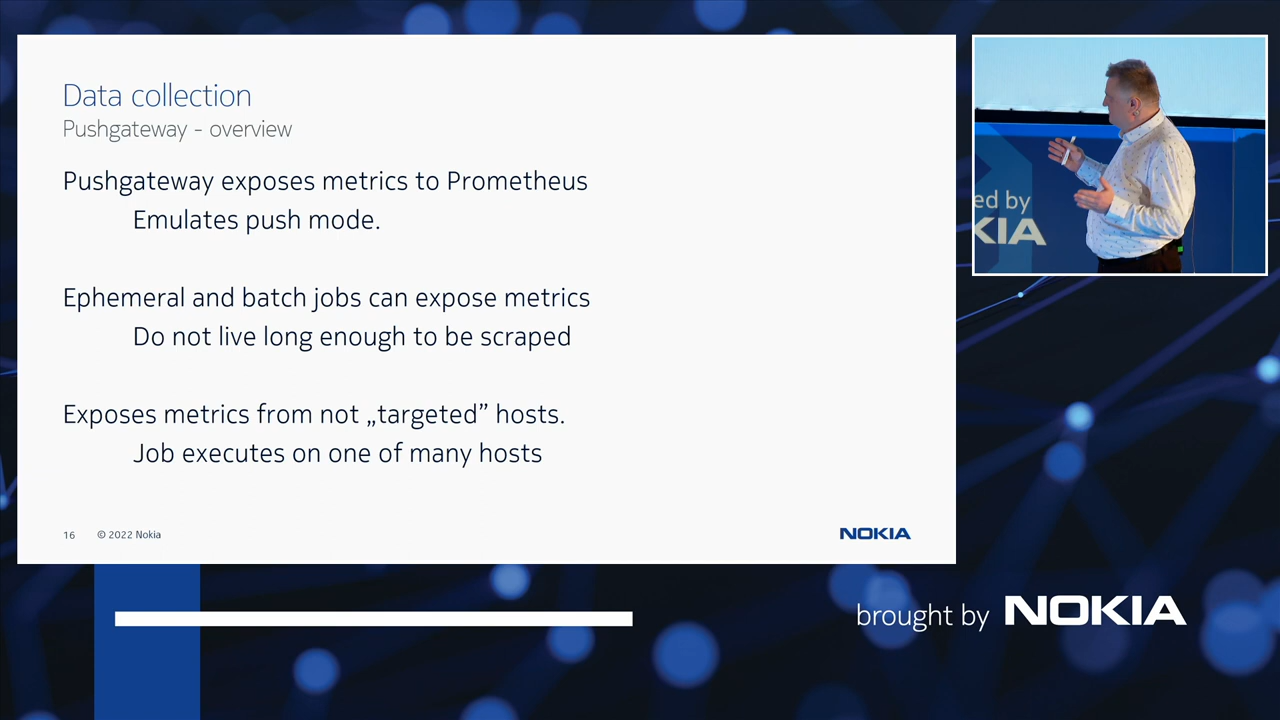 Data collection
Pushgateway - overview
Pushgateway exposes metrics to Prometheus
Emulates push mode.
Ephemeral and batch jobs can expose metrics
Do not live long enough to be scraped
Exposes metrics from not „targeted” hosts.
Job executes on one of many hosts
16 © 2022 Nokia
NOKIA
ed by
KIA
brought by NOKIA